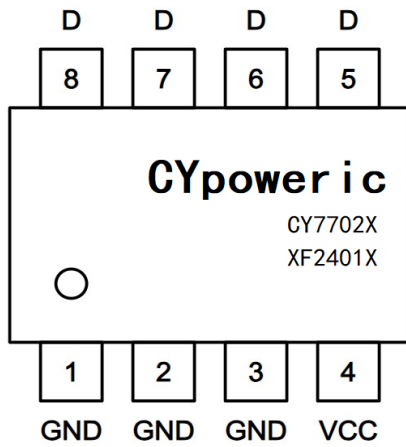 D D D D
8 7 6 5
CYpoweric
CY7702X
XF2401X
1 2 3 4
GND GND GND VCC